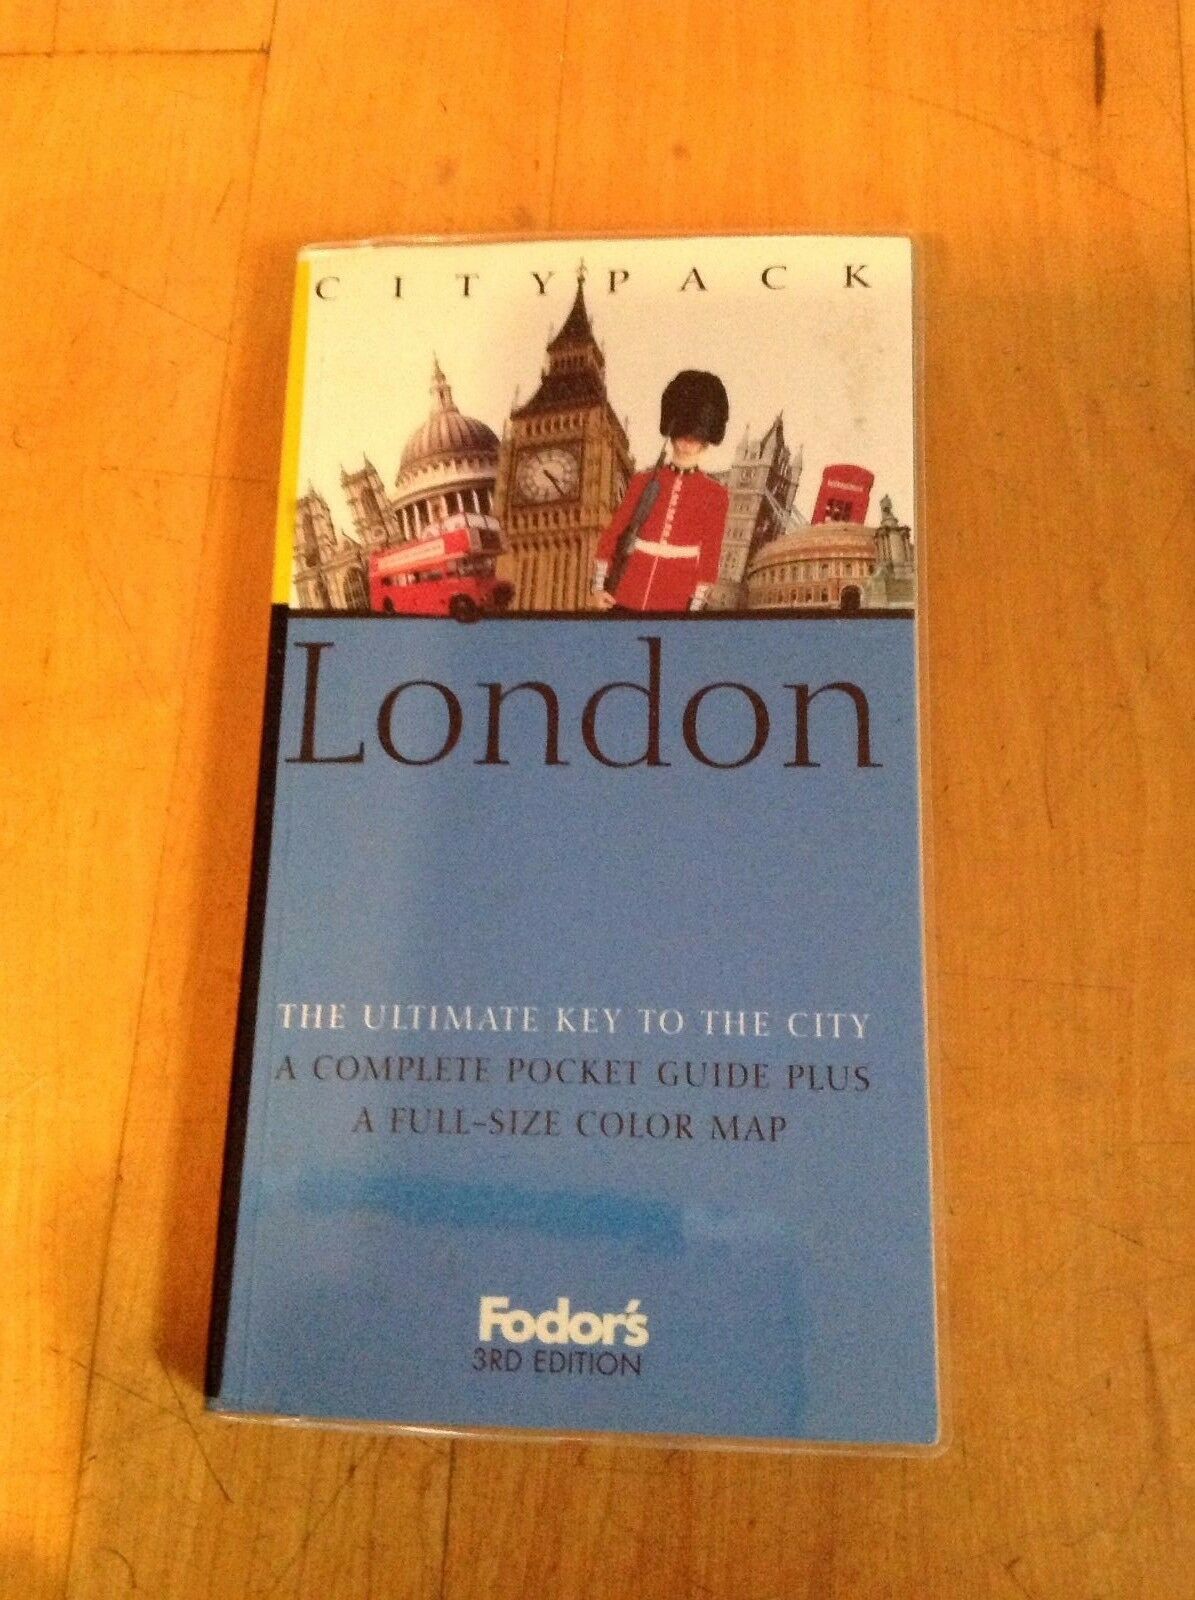 CITYPACK
London
THE ULTIMATE KEY TO THE CITY
A COMPLETE POCKET GUIDE PLUS
A FULL-SIZE COLOR MAP
Fodor's
3RD EDITION